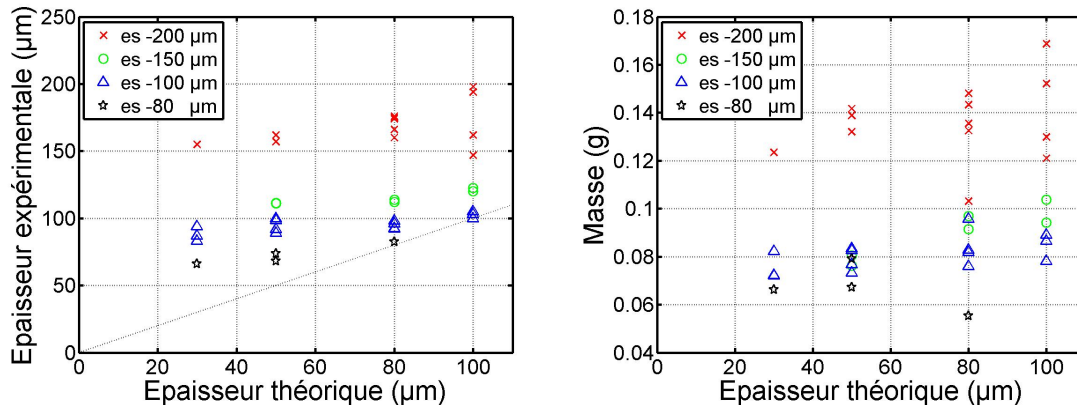 Epaisseur expérimentale (µm)
250
200
150
100
50
0
es -200 µm
es -150 µm
es -100 µm
es -80 µm
0 20 40 60 80 100
Epaisseur théorique (µm)
Masse (g)
0.18
0.16
0.14
0.12
0.1
0.08
0.06
0.04
es -200 µm
es -150 µm
es -100 µm
es -80 µm
0 20 40 60 80 100
Epaisseur théorique (µm)